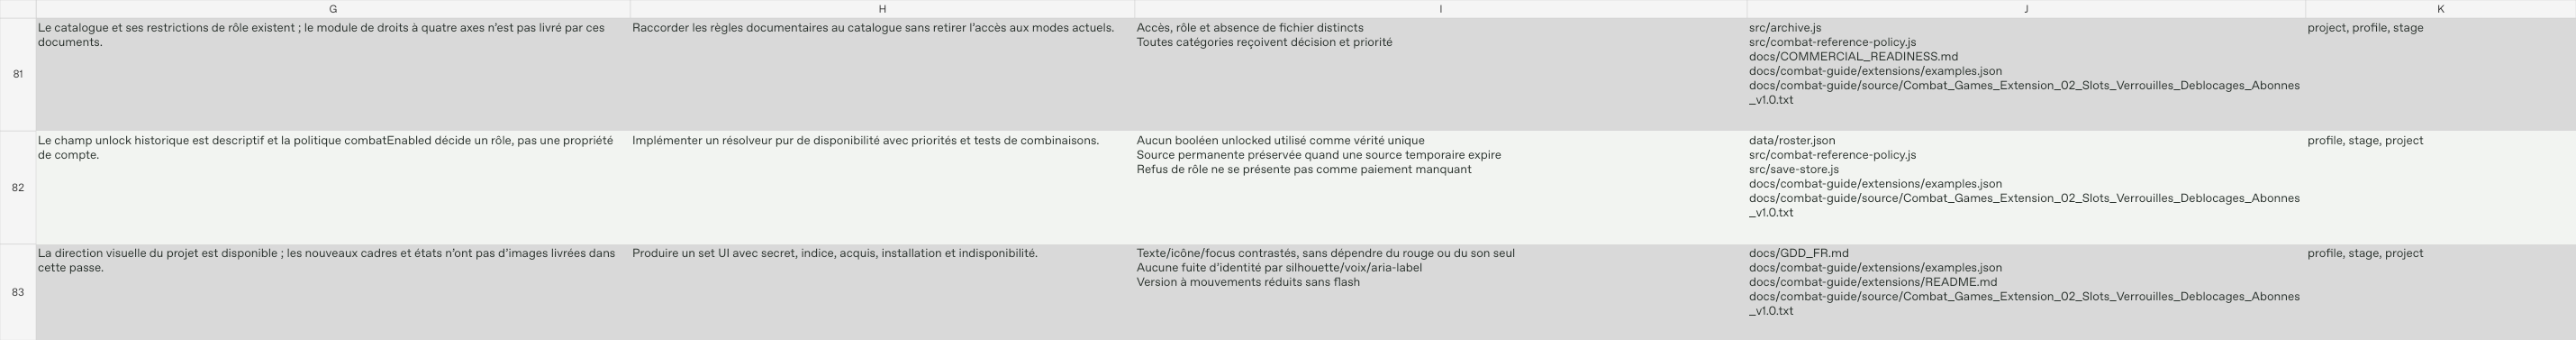 G
H
I
J
K
81
Le catalogue et ses restrictions de rôle existent ; le module de droits à quatre axes n’est pas livré par ces
documents.
Raccorder les règles documentaires au catalogue sans retirer l’accès aux modes actuels.
Accès, rôle et absence de fichier distincts
Toutes catégories reçoivent décision et priorité
src/archive.js
src/combat-reference-policy.js
docs/COMMERCIAL_READINESS.md
docs/combat-guide/extensions/examples.json
docs/combat-guide/source/Combat_Games_Extension_02_Slots_Verrouilles_Deblocages_Abonnes
_v1.0.txt
project, profile, stage
82
Le champ unlock historique est descriptif et la politique combatEnabled décide un rôle, pas une propriété
de compte.
Implémenter un résolveur pur de disponibilité avec priorités et tests de combinaisons.
Aucun booléen unlocked utilisé comme vérité unique
Source permanente préservée quand une source temporaire expire
Refus de rôle ne se présente pas comme paiement manquant
data/roster.json
src/combat-reference-policy.js
src/save-store.js
docs/combat-guide/extensions/examples.json
docs/combat-guide/source/Combat_Games_Extension_02_Slots_Verrouilles_Deblocages_Abonnes
_v1.0.txt
profile, stage, project
83
La direction visuelle du projet est disponible ; les nouveaux cadres et états n’ont pas d’images livrées dans
cette passe.
Produire un set UI avec secret, indice, acquis, installation et indisponibilité.
Texte/icône/focus contrastés, sans dépendre du rouge ou du son seul
Aucune fuite d’identité par silhouette/voix/aria-label
Version à mouvements réduits sans flash
docs/GDD_FR.md
docs/combat-guide/extensions/examples.json
docs/combat-guide/extensions/README.md
docs/combat-guide/source/Combat_Games_Extension_02_Slots_Verrouilles_Deblocages_Abonnes
_v1.0.txt
profile, stage, project